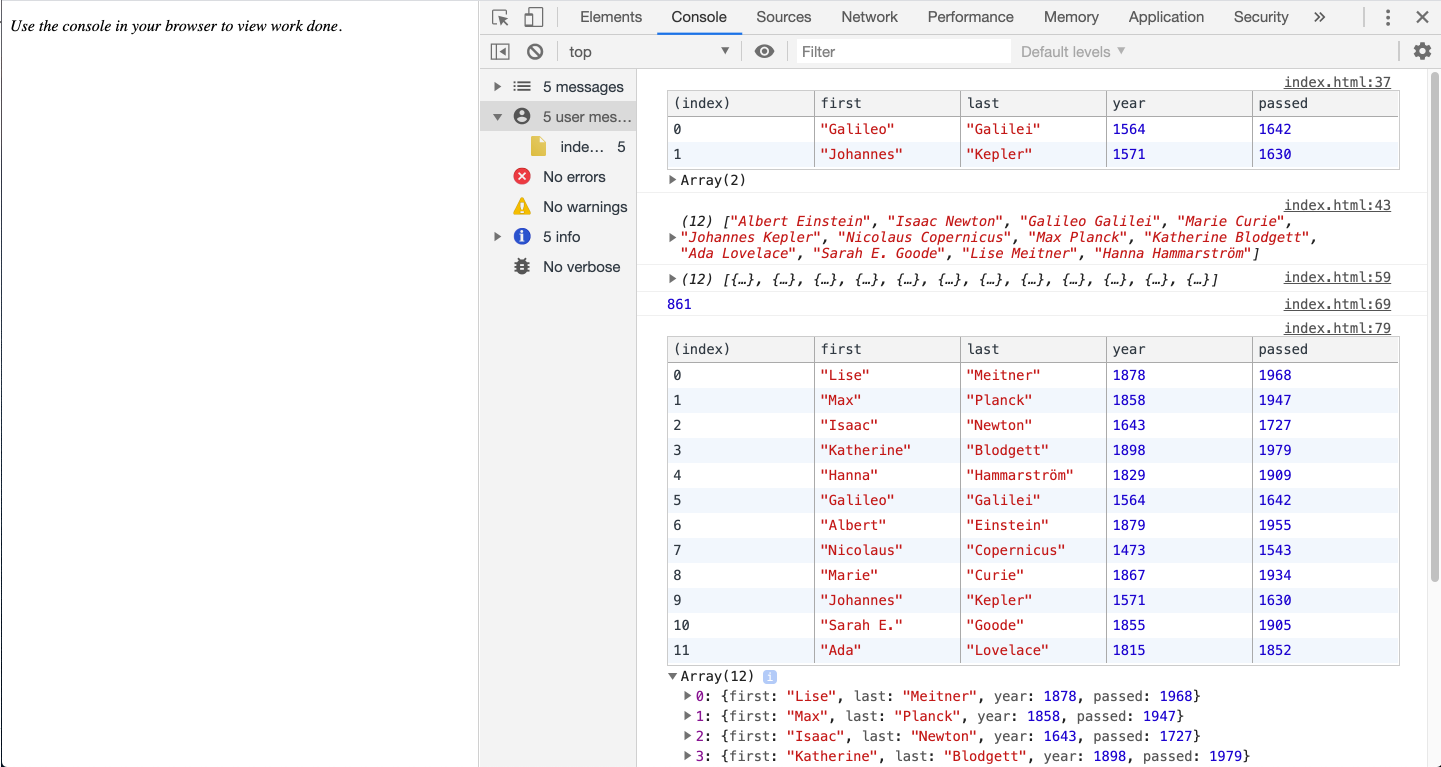 Use the console in your browser to view work done.
Elements Console Sources Network Performance Memory Application Security »
top Filter Default levels
5 messages
5 user mes…
inde… 5
No errors
No warnings
5 info
No verbose
index.html:37
(index) first last year passed
0 "Galileo" "Galilei" 1564 1642
1 "Johannes" "Kepler" 1571 1630
Array(2)
index.html:43
(12) ["Albert Einstein", "Isaac Newton", "Galileo Galilei", "Marie Curie",
"Johannes Kepler", "Nicolaus Copernicus", "Max Planck", "Katherine Blodgett",
"Ada Lovelace", "Sarah E. Goode", "Lise Meitner", "Hanna Hammarström"]
(12) [{…}, {…}, {…}, {…}, {…}, {…}, {…}, {…}, {…}, {…}, {…}, {…}] index.html:59
861 index.html:69
index.html:79
(index) first last year passed
0 "Lise" "Meitner" 1878 1968
1 "Max" "Planck" 1858 1947
2 "Isaac" "Newton" 1643 1727
3 "Katherine" "Blodgett" 1898 1979
4 "Hanna" "Hammarström" 1829 1909
5 "Galileo" "Galilei" 1564 1642
6 "Albert" "Einstein" 1879 1955
7 "Nicolaus" "Copernicus" 1473 1543
8 "Marie" "Curie" 1867 1934
9 "Johannes" "Kepler" 1571 1630
10 "Sarah E." "Goode" 1855 1905
11 "Ada" "Lovelace" 1815 1852
Array(12) i
0: {first: "Lise", last: "Meitner", year: 1878, passed: 1968}
1: {first: "Max", last: "Planck", year: 1858, passed: 1947}
2: {first: "Isaac", last: "Newton", year: 1643, passed: 1727}
3: {first: "Katherine", last: "Blodgett", year: 1898, passed: 1979}